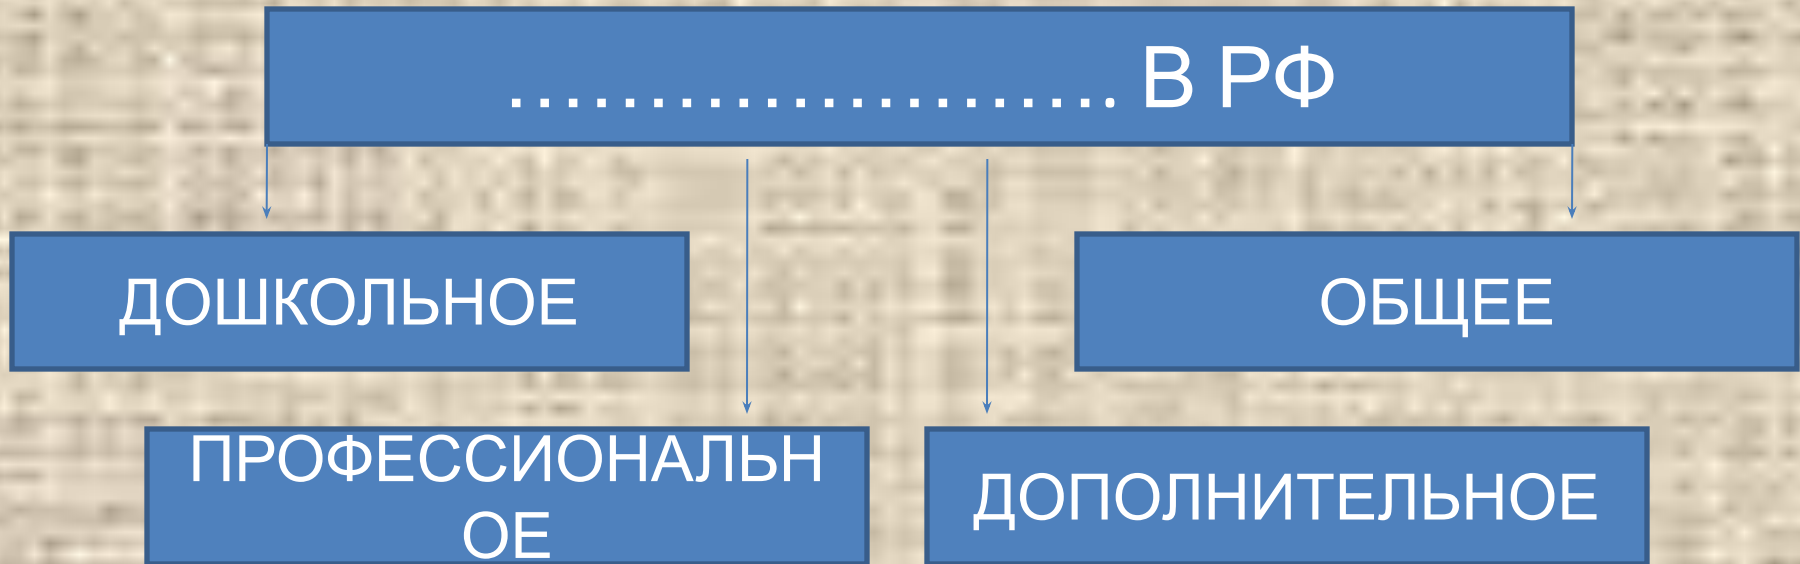 ...................... В РФ
ДОШКОЛЬНОЕ
ОБЩЕЕ
ПРОФЕССИОНАЛЬН
ОЕ
ДОПОЛНИТЕЛЬНОЕ